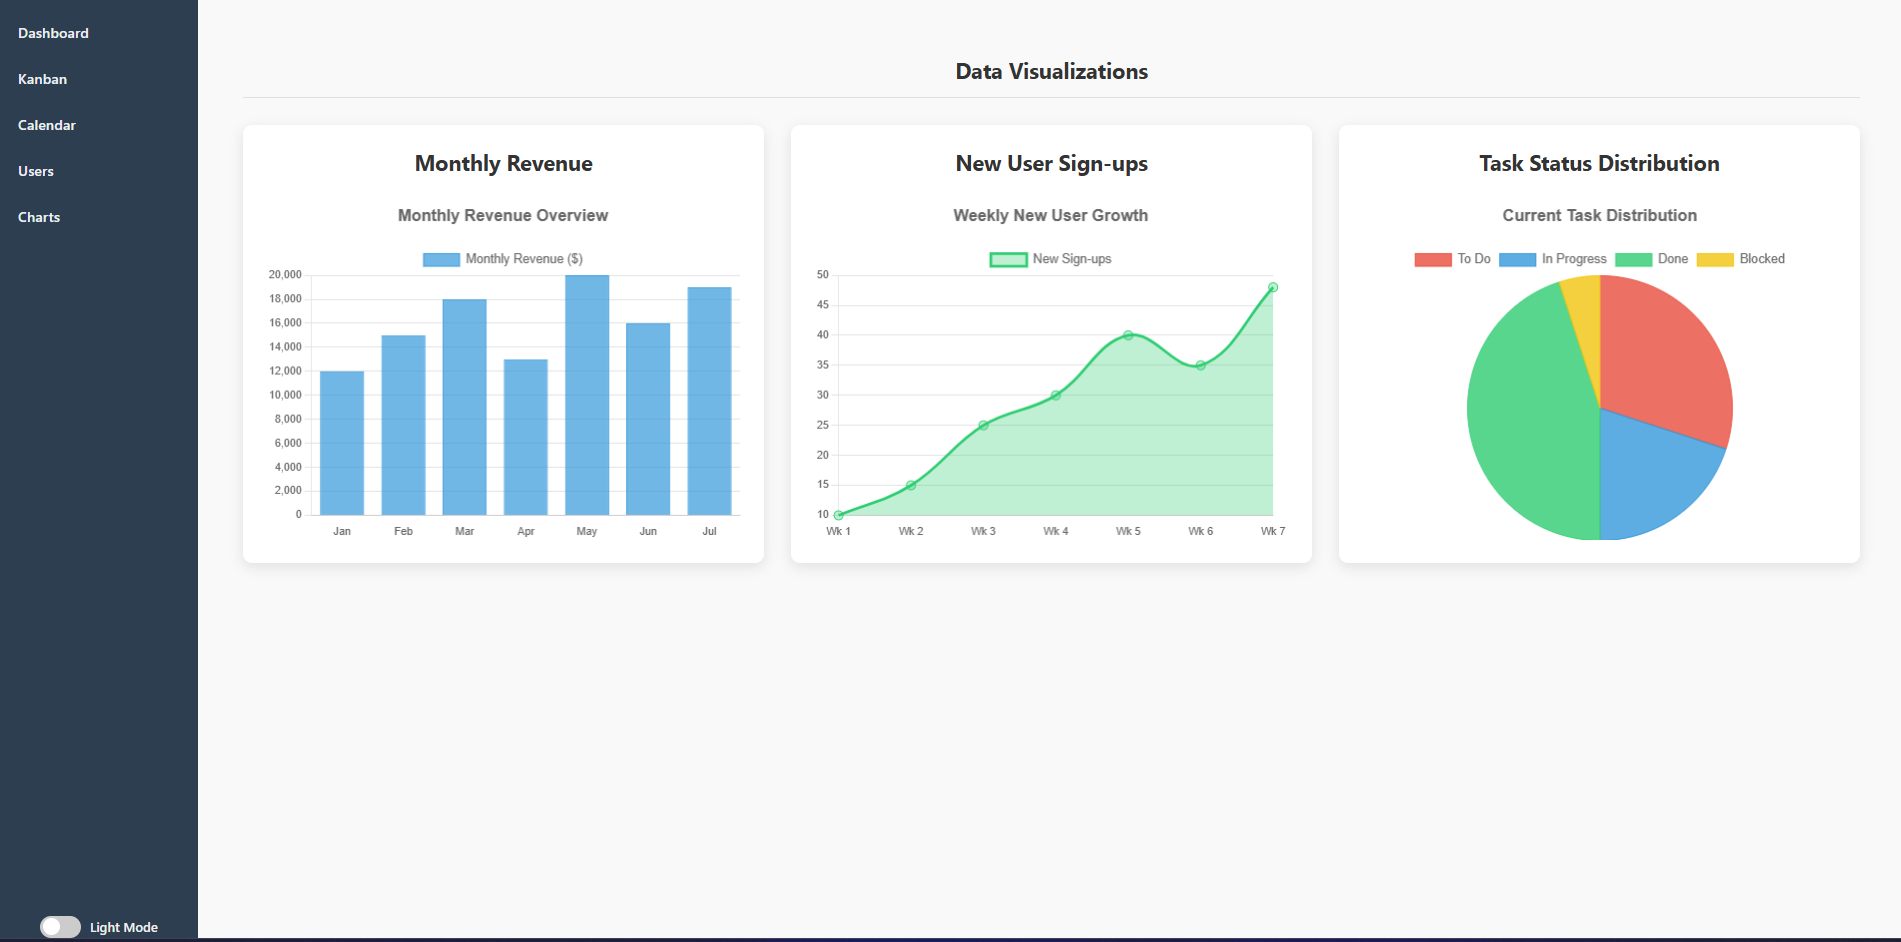 Dashboard
Kanban
Calendar
Users
Charts
Light Mode
Data Visualizations
Monthly Revenue
Monthly Revenue Overview
Monthly Revenue ($)
20,000
18,000
16,000
14,000
12,000
10,000
8,000
6,000
4,000
2,000
0
Jan Feb Mar Apr May Jun Jul
New User Sign-ups
Weekly New User Growth
New Sign-ups
50
45
40
35
30
25
20
15
10
Wk 1 Wk 2 Wk 3 Wk 4 Wk 5 Wk 6 Wk 7
Task Status Distribution
Current Task Distribution
To Do In Progress Done Blocked